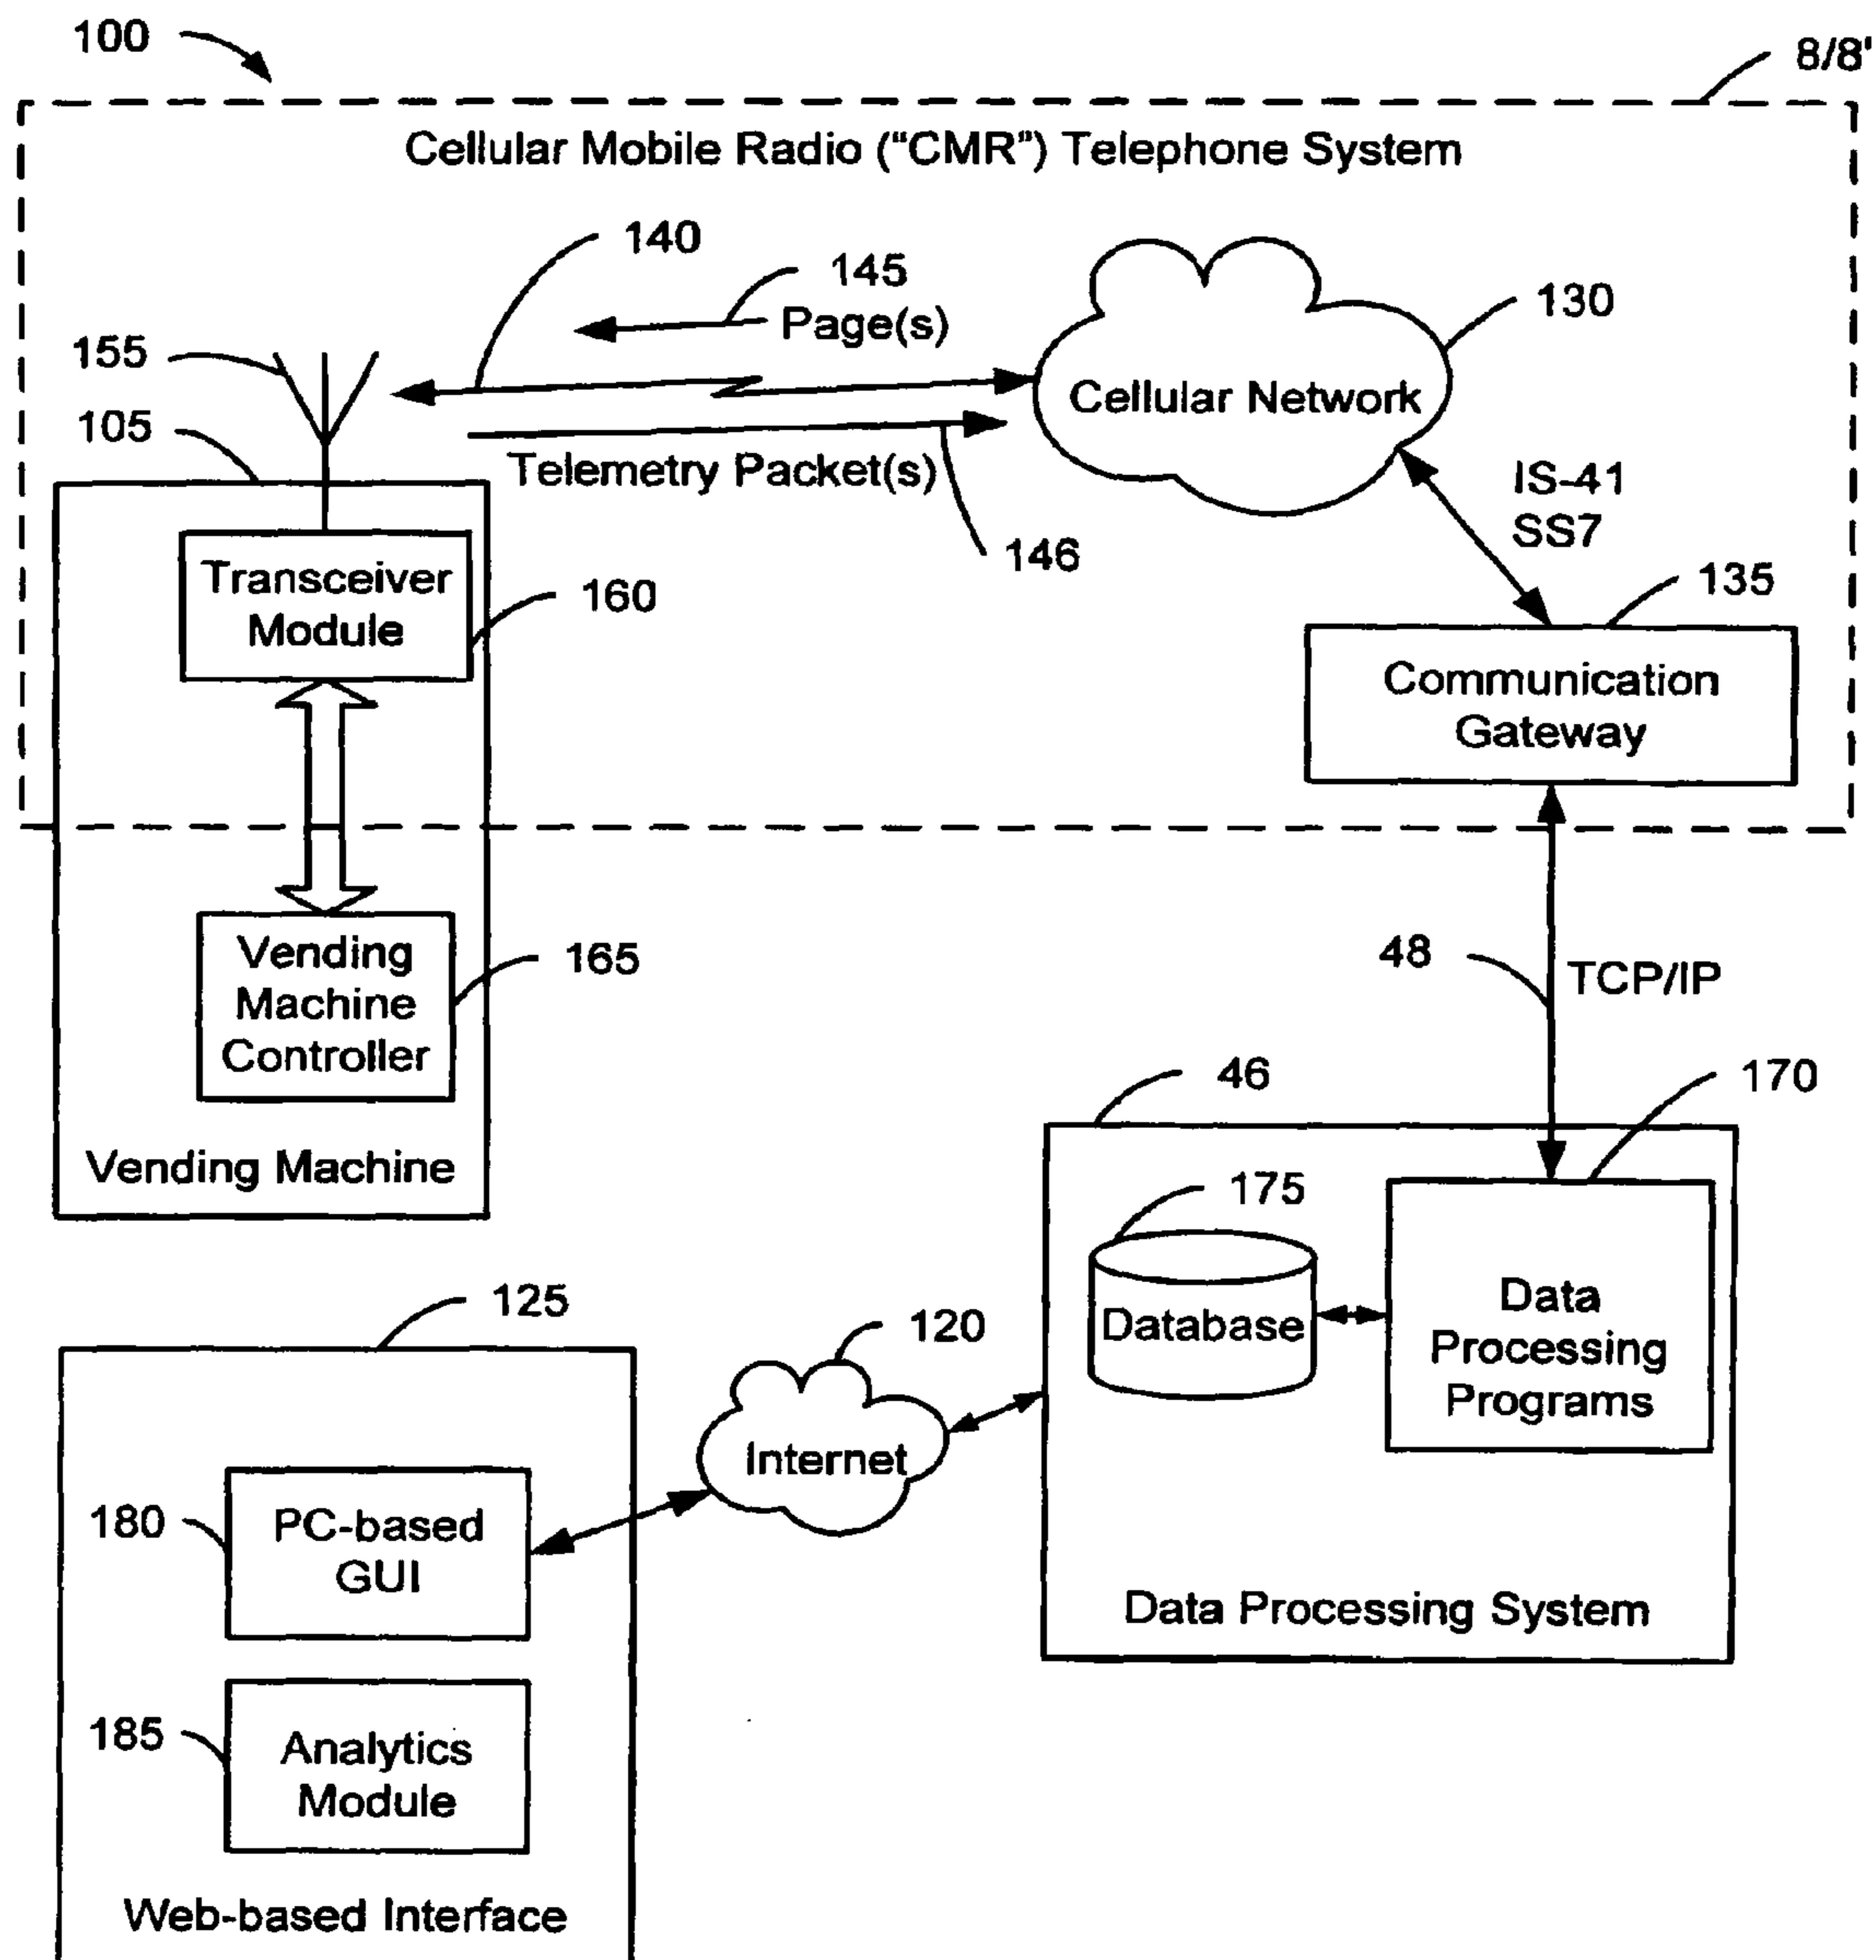 100
8/8'
Cellular Mobile Radio ("CMR") Telephone System
140
145
Page(s)
130
155
Cellular Network
105
Telemetry Packet(s)
IS-41
SS7
146
Transceiver
Module
160
135
Communication
Gateway
Vending
Machine
Controller
165
48
TCP/IP
46
170
Vending Machine
175
Database
Data
Processing
Programs
125
120
Internet
180
PC-based
GUI
Data Processing System
185
Analytics
Module
Web-based Interface